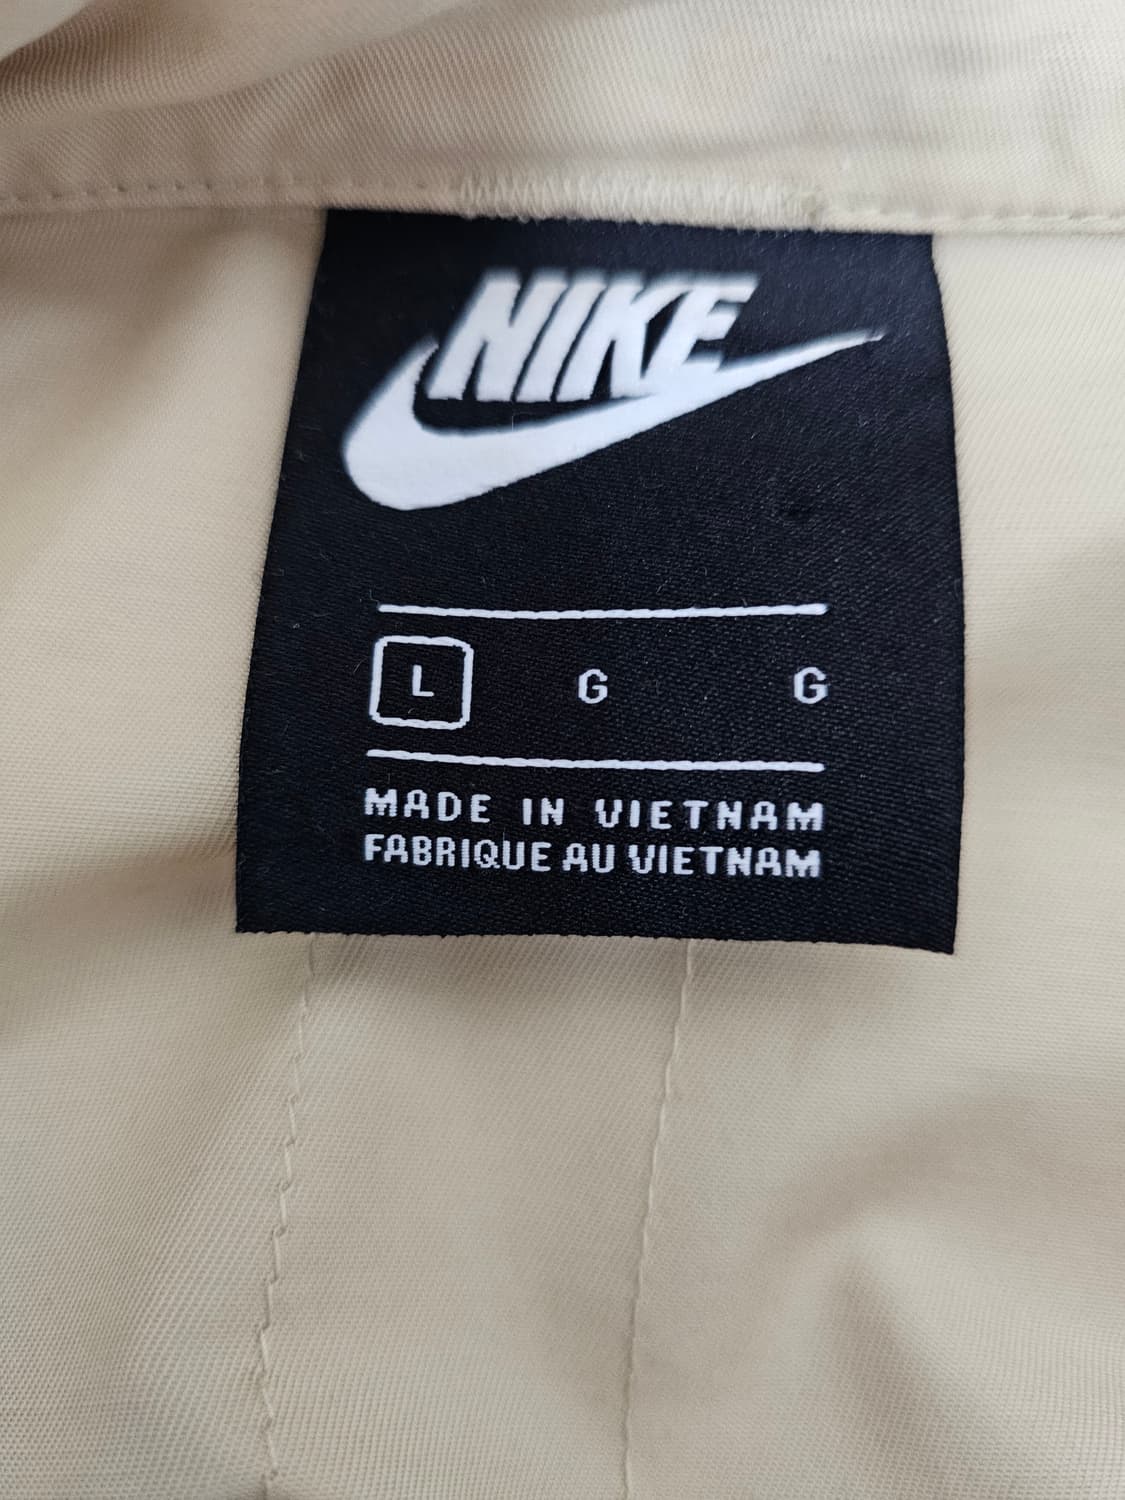 NIKE
L G G
MADE IN VIETNAM
FABRIQUE AU VIETNAM